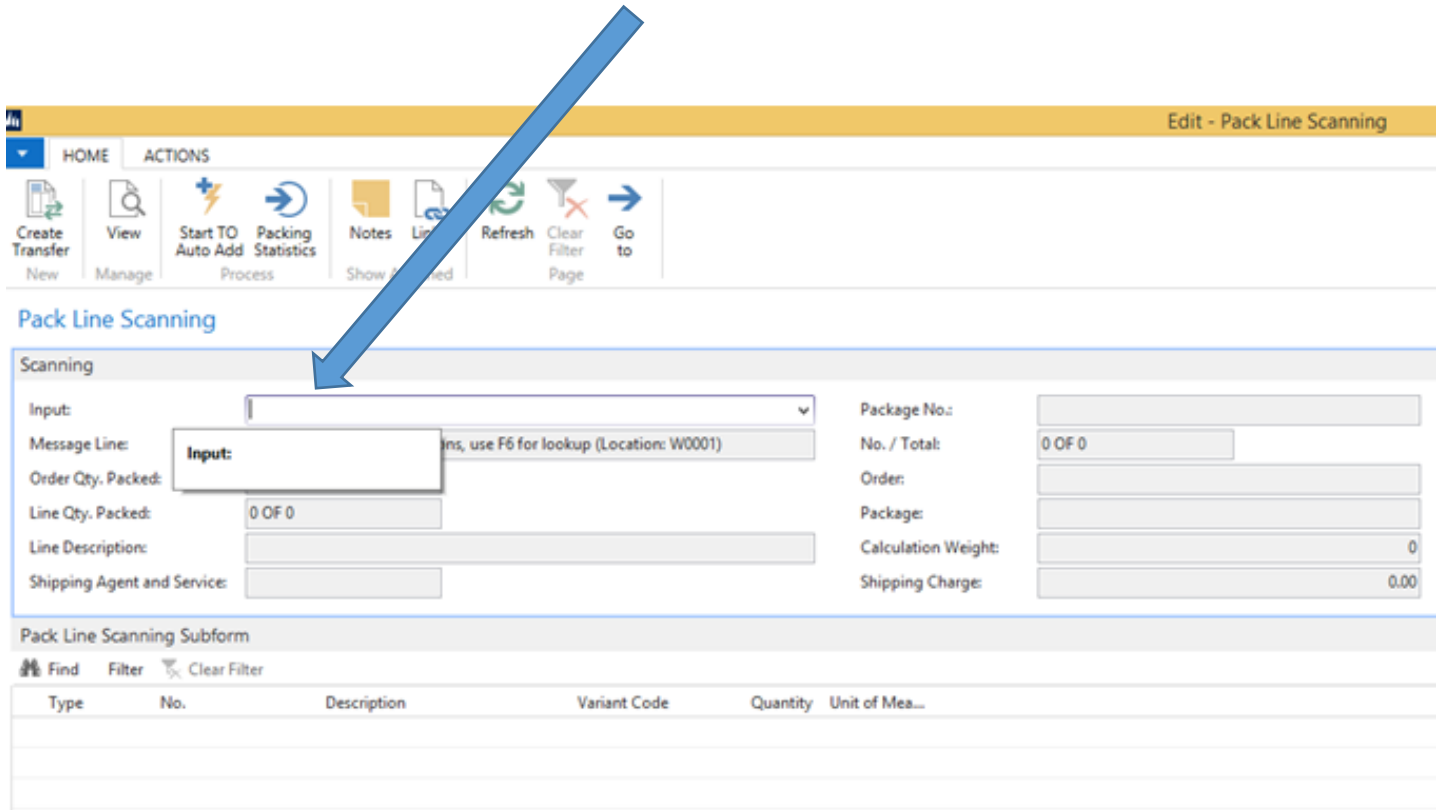 Edit - Pack Line Scanning
HOME ACTIONS
Create Transfer View Start TO Auto Add Packing Statistics Notes Refresh Clear Filter Go to
New Manage Process Show Page
Pack Line Scanning
Scanning
Input: Package No.:
Message Line: use F6 for lookup (Location: W0001) No. / Total: 0 OF 0
Input:
Order Qty. Packed: Order:
Line Qty. Packed: 0 OF 0 Package:
Line Description: Calculation Weight: 0
Shipping Agent and Service: Shipping Charge: 0.00
Pack Line Scanning Subform
Find Filter Clear Filter
Type No. Description Variant Code Quantity Unit of Mea...